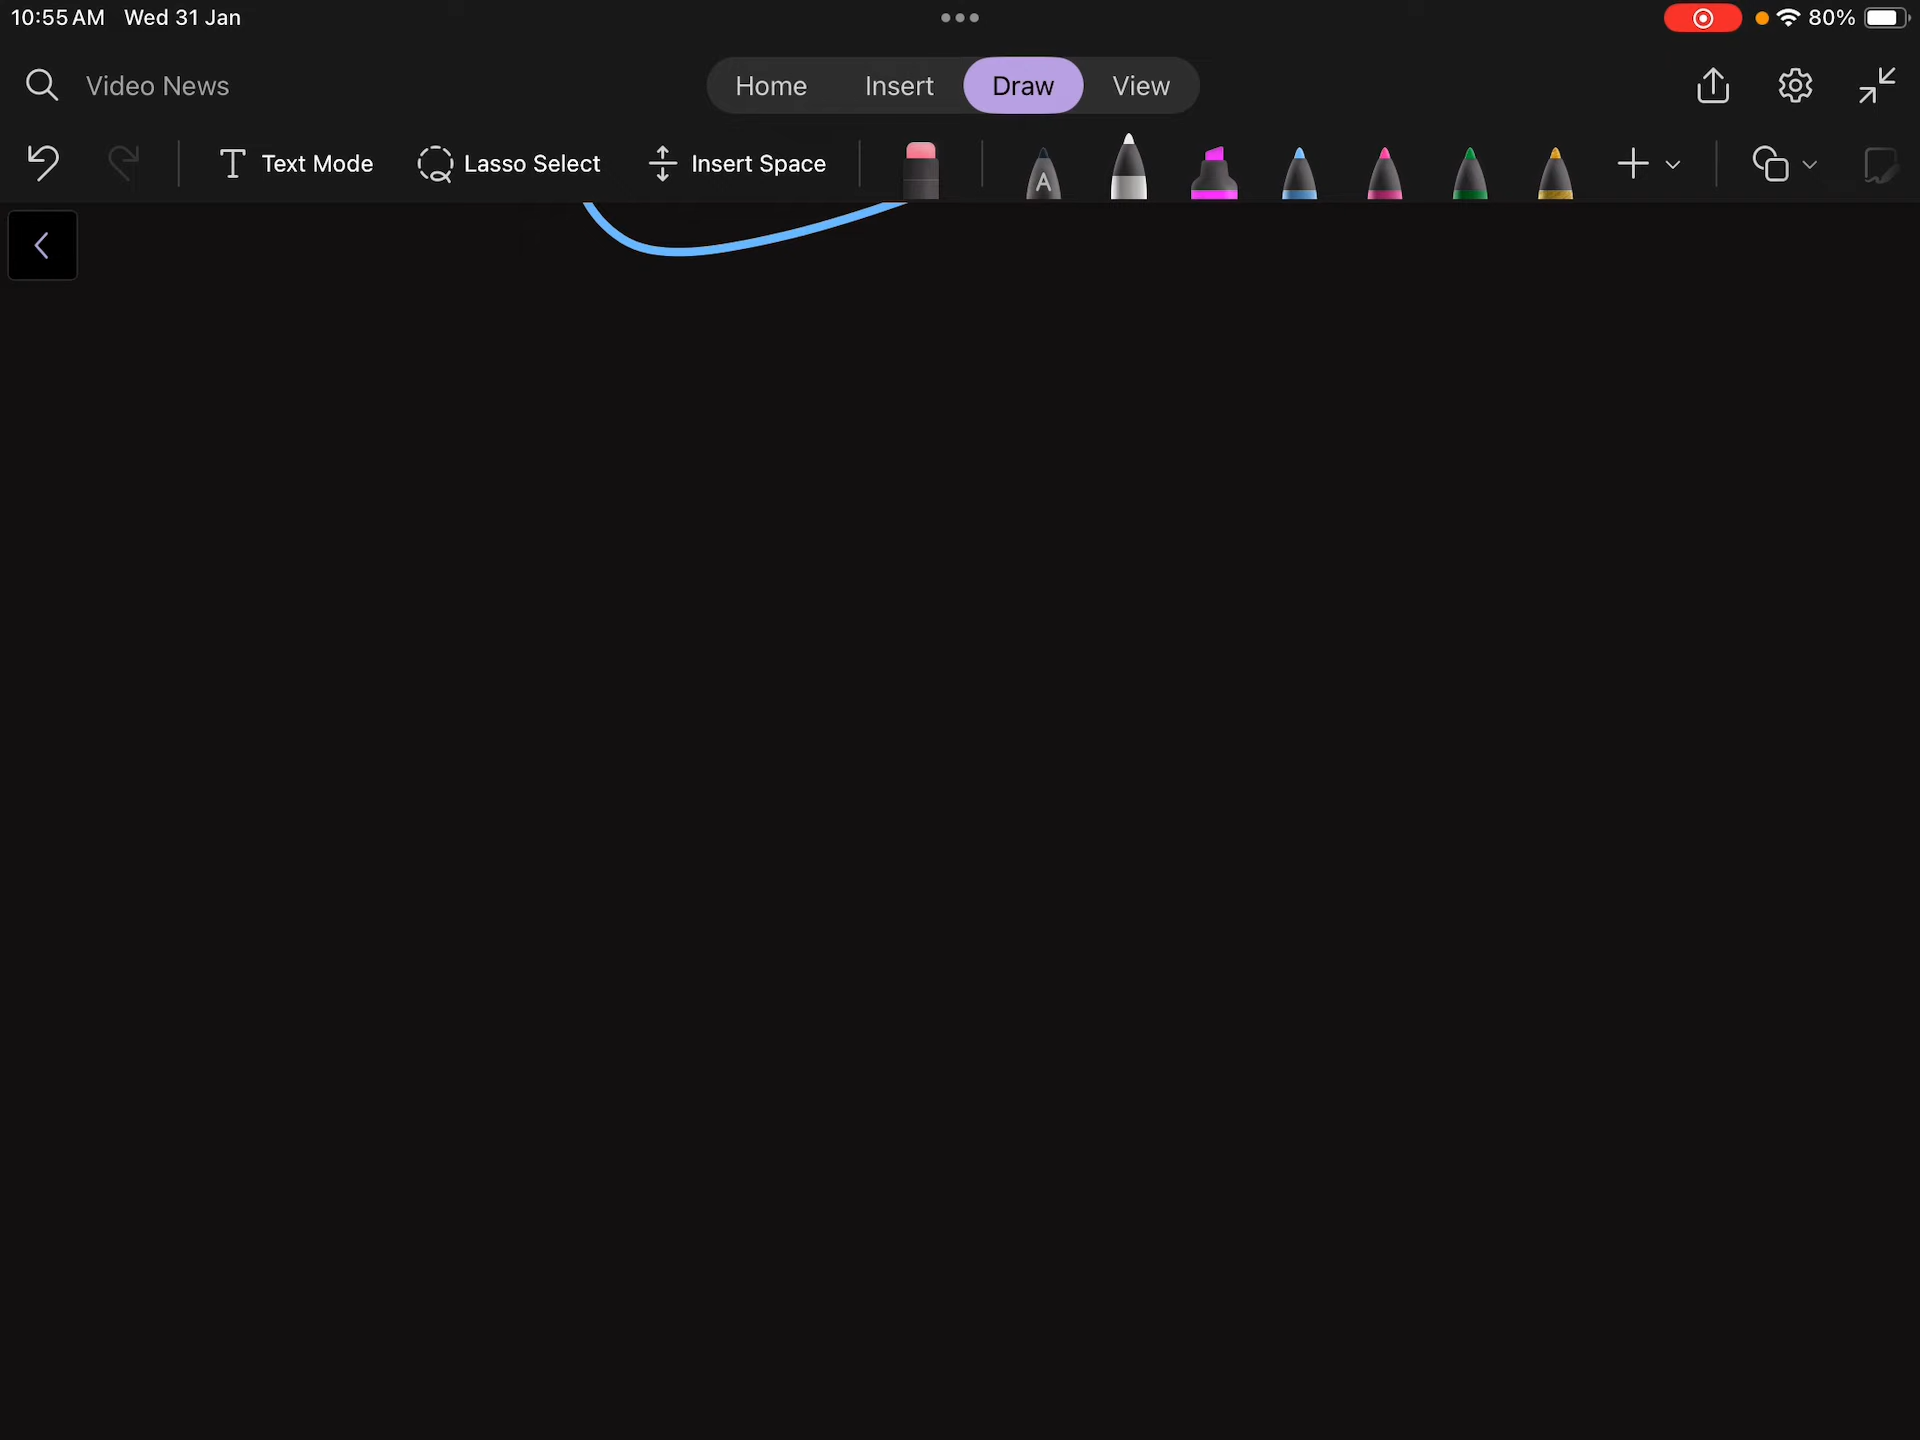 10:55 AM Wed 31 Jan
80%
Video News
Home Insert Draw View
Text Mode Lasso Select Insert Space
A